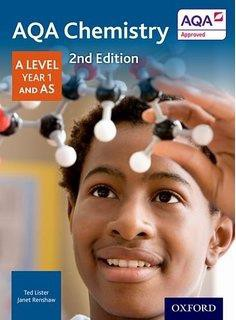 AQA Chemistry
AQA
Approved
A LEVEL
YEAR 1
AND AS
2nd Edition
Ted Lister
Janet Renshaw
OXFORD